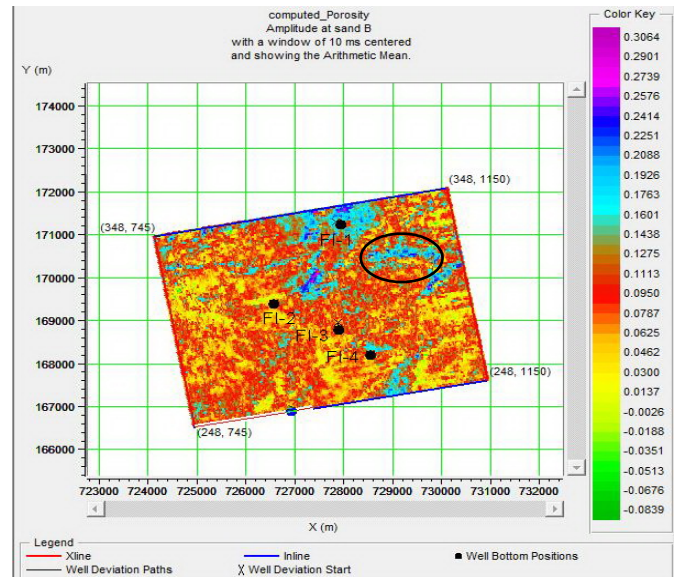 computed_Porosity
Amplitude at sand B
with a window of 10 ms centered
and showing the Arithmetic Mean.
Color Key
Y (m)
174000
173000
172000
171000
170000
169000
168000
167000
166000
(348, 1150)
(348, 745)
FI-1
FI-2
FI-3
FI-4
(248, 1150)
(248, 745)
723000 724000 725000 726000 727000 728000 729000 730000 731000 732000
X (m)
0.3064
0.2901
0.2739
0.2576
0.2414
0.2251
0.2088
0.1926
0.1763
0.1601
0.1438
0.1275
0.1113
0.0950
0.0787
0.0625
0.0462
0.0300
0.0137
-0.0026
-0.0188
-0.0351
-0.0513
-0.0676
-0.0839
Legend
Xline Inline Well Bottom Positions
Well Deviation Paths X Well Deviation Start